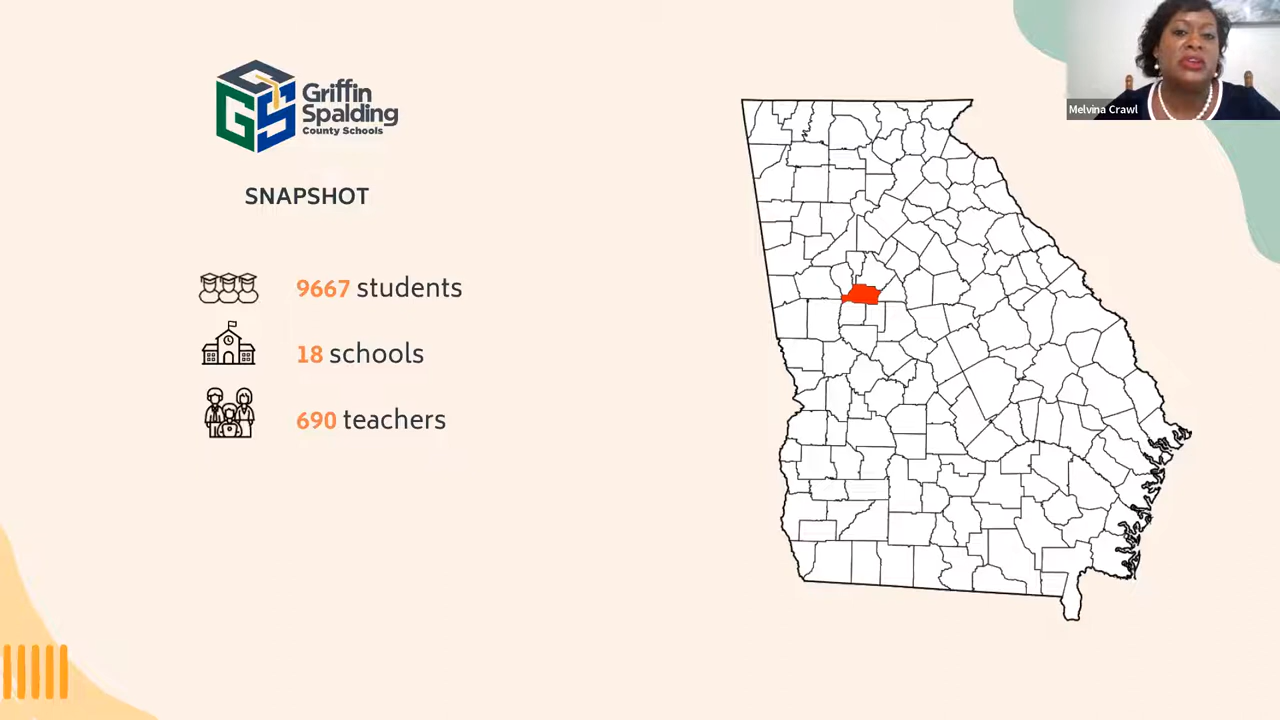 Griffin
Spalding
County Schools
SNAPSHOT
9667 students
18 schools
690 teachers
Melvina Crawl